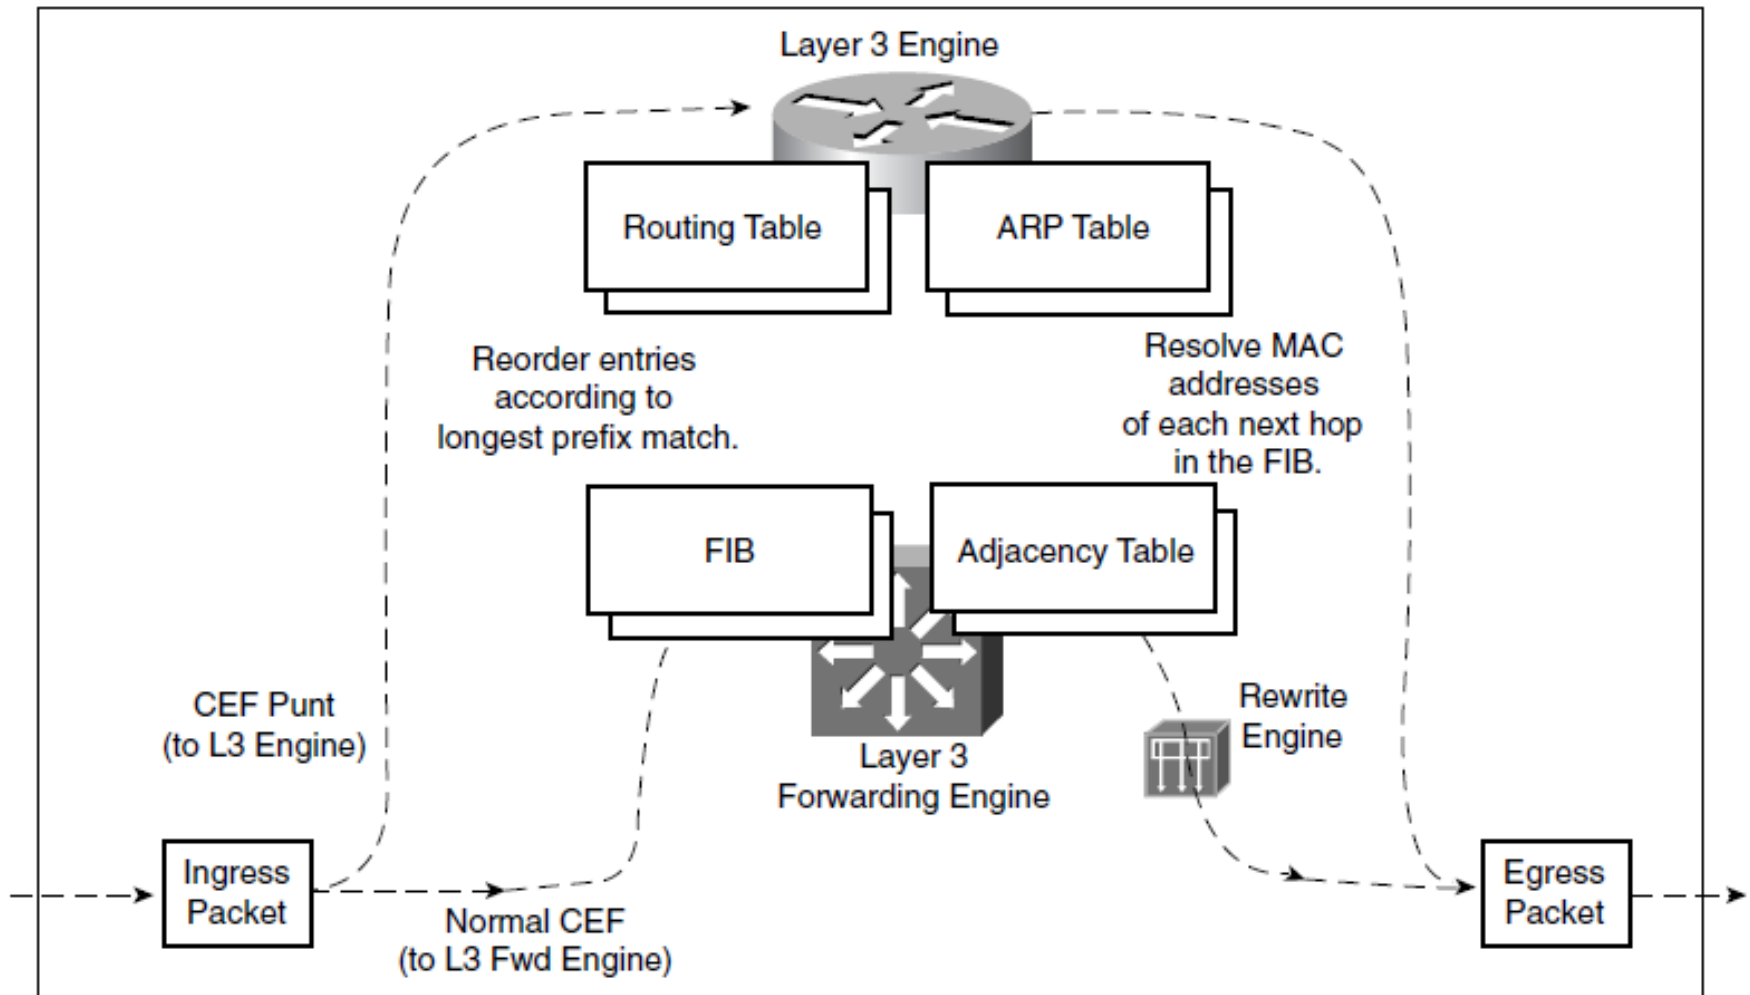 Layer 3 Engine
Routing Table
ARP Table
Reorder entries
according to
longest prefix match.
Resolve MAC
addresses
of each next hop
in the FIB.
FIB
Adjacency Table
CEF Punt
(to L3 Engine)
Rewrite
Engine
Layer 3
Forwarding Engine
Ingress
Packet
Normal CEF
(to L3 Fwd Engine)
Egress
Packet